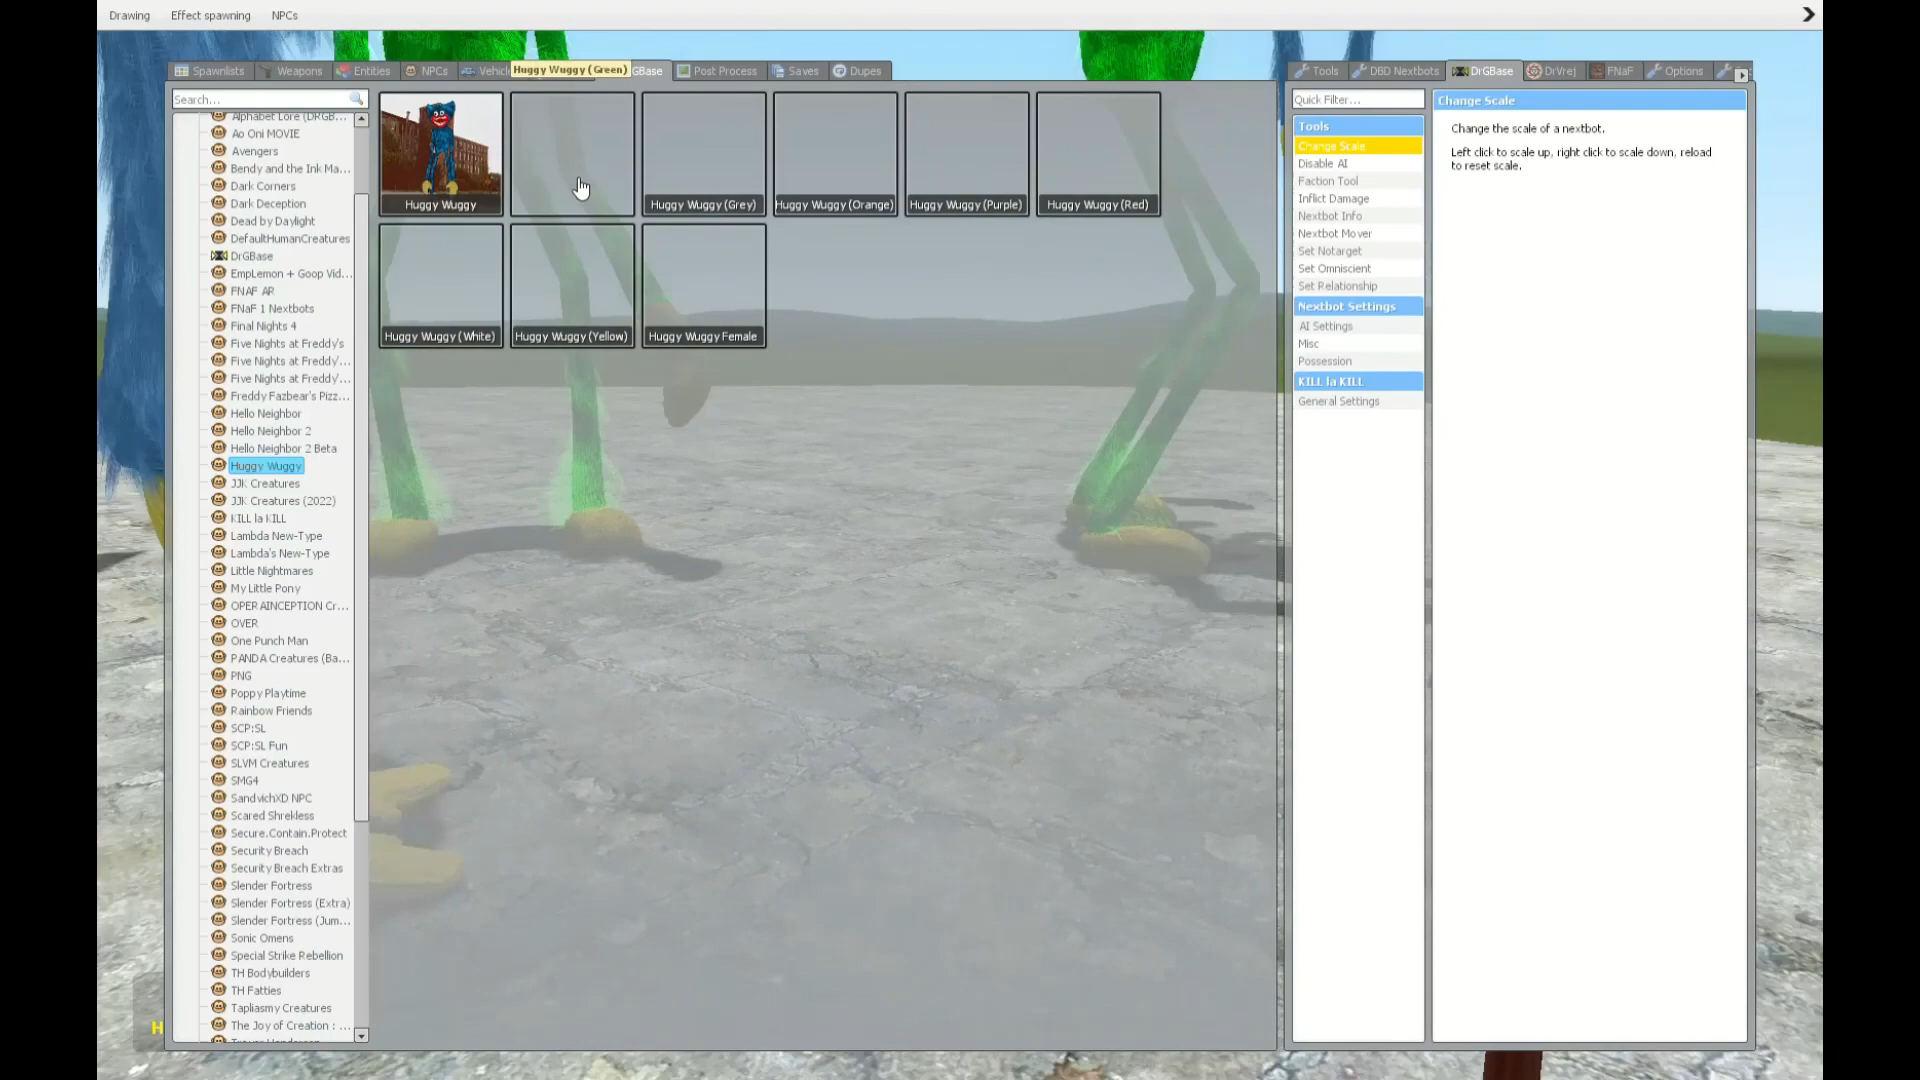 Drawing Effect spawning NPCs
Spawnlists Weapons Entities NPCs Vehicl Huggy Wuggy (Green) GBase Post Process Saves Dupes
Search...
Alphabet Lore (DRGB...
Ao Oni MOVIE
Avengers
Bendy and the Ink Ma...
Dark Corners
Dark Deception
Dead by Daylight
DefaultHumanCreatures
DrGBase
EmpLemon + Goop Vid...
FNAF AR
FNaF 1 Nextbots
Final Nights 4
Five Nights at Freddy's
Five Nights at Freddy'...
Five Nights at Freddy'...
Freddy Fazbear's Pizz...
Hello Neighbor
Hello Neighbor 2
Hello Neighbor 2 Beta
Huggy Wuggy
JJK Creatures
JJK Creatures (2022)
KILL la KILL
Lambda New-Type
Lambda's New-Type
Little Nightmares
My Little Pony
OPERAINCEPTION Cr...
OVER
One Punch Man
PANDA Creatures (Ba...
PNG
Poppy Playtime
Rainbow Friends
SCP:SL
SCP:SL Fun
SLVM Creatures
SMG4
SandvichXD NPC
Scared Shrekless
Secure.Contain.Protect
Security Breach
Security Breach Extras
Slender Fortress
Slender Fortress (Extra)
Slender Fortress (Jum...
Sonic Omens
Special Strike Rebellion
TH Bodybuilders
TH Fatties
Tapliasmy Creatures
The Joy of Creation : ...
H
Huggy Wuggy
Huggy Wuggy (Grey)
Huggy Wuggy (Orange)
Huggy Wuggy (Purple)
Huggy Wuggy (Red)
Huggy Wuggy (White)
Huggy Wuggy (Yellow)
Huggy Wuggy Female
Tools DBD Nextbots DrGBase DrVrej FNaF Options
Quick Filter...
Tools
Change Scale
Disable AI
Faction Tool
Inflict Damage
Nextbot Info
Nextbot Mover
Set Notarget
Set Omniscient
Set Relationship
Nextbot Settings
AI Settings
Misc
Possession
KILL la KILL
General Settings
Change Scale
Change the scale of a nextbot.
Left click to scale up, right click to scale down, reload
to reset scale.